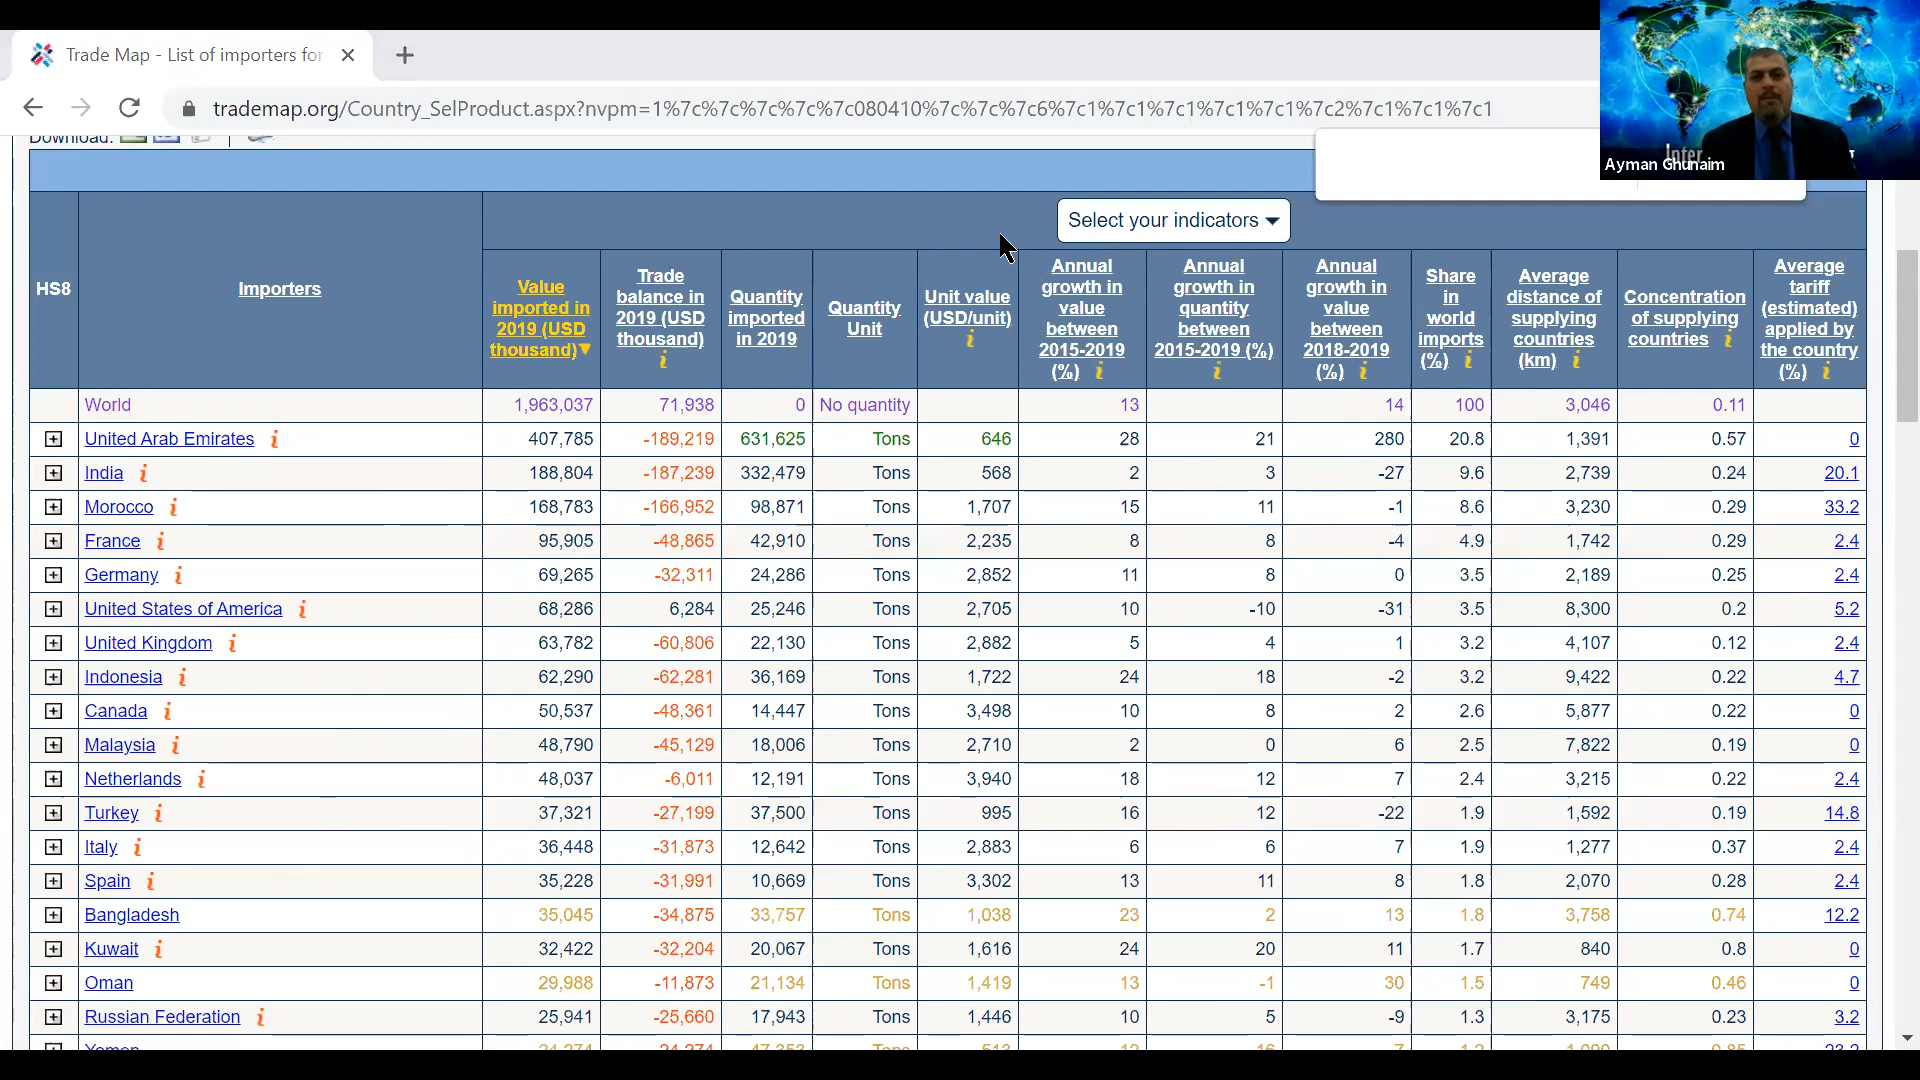 Trade Map - List of importers for
trademap.org/Country_SelProduct.aspx?nvpm=1%7c%7c%7c%7c%7c080410%7c%7c%7c6%7c1%7c1%7c1%7c1%7c1%7c2%7c1%7c1%7c1
Ayman Ghunaim
Download:
Select your indicators
HS8 Importers Value imported in 2019 (USD thousand) Trade balance in 2019 (USD thousand) i Quantity imported in 2019 Quantity Unit Unit value (USD/unit) i Annual growth in value between 2015-2019 (%) i Annual growth in quantity between 2015-2019 (%) i Annual growth in value between 2018-2019 (%) i Share in world imports (%) i Average distance of supplying countries (km) i Concentration of supplying countries i Average tariff (estimated) applied by the country (%) i
World 1,963,037 71,938 0 No quantity 13 14 100 3,046 0.11
United Arab Emirates i 407,785 -189,219 631,625 Tons 646 28 21 280 20.8 1,391 0.57 0
India i 188,804 -187,239 332,479 Tons 568 2 3 -27 9.6 2,739 0.24 20.1
Morocco i 168,783 -166,952 98,871 Tons 1,707 15 11 -1 8.6 3,230 0.29 33.2
France i 95,905 -48,865 42,910 Tons 2,235 8 8 -4 4.9 1,742 0.29 2.4
Germany i 69,265 -32,311 24,286 Tons 2,852 11 8 0 3.5 2,189 0.25 2.4
United States of America i 68,286 6,284 25,246 Tons 2,705 10 -10 -31 3.5 8,300 0.2 5.2
United Kingdom i 63,782 -60,806 22,130 Tons 2,882 5 4 1 3.2 4,107 0.12 2.4
Indonesia i 62,290 -62,281 36,169 Tons 1,722 24 18 -2 3.2 9,422 0.22 4.7
Canada i 50,537 -48,361 14,447 Tons 3,498 10 8 2 2.6 5,877 0.22 0
Malaysia i 48,790 -45,129 18,006 Tons 2,710 2 0 6 2.5 7,822 0.19 0
Netherlands i 48,037 -6,011 12,191 Tons 3,940 18 12 7 2.4 3,215 0.22 2.4
Turkey i 37,321 -27,199 37,500 Tons 995 16 12 -22 1.9 1,592 0.19 14.8
Italy i 36,448 -31,873 12,642 Tons 2,883 6 6 7 1.9 1,277 0.37 2.4
Spain i 35,228 -31,991 10,669 Tons 3,302 13 11 8 1.8 2,070 0.28 2.4
Bangladesh 35,045 -34,875 33,757 Tons 1,038 23 2 13 1.8 3,758 0.74 12.2
Kuwait i 32,422 -32,204 20,067 Tons 1,616 24 20 11 1.7 840 0.8 0
Oman 29,988 -11,873 21,134 Tons 1,419 13 -1 30 1.5 749 0.46 0
Russian Federation i 25,941 -25,660 17,943 Tons 1,446 10 5 -9 1.3 3,175 0.23 3.2